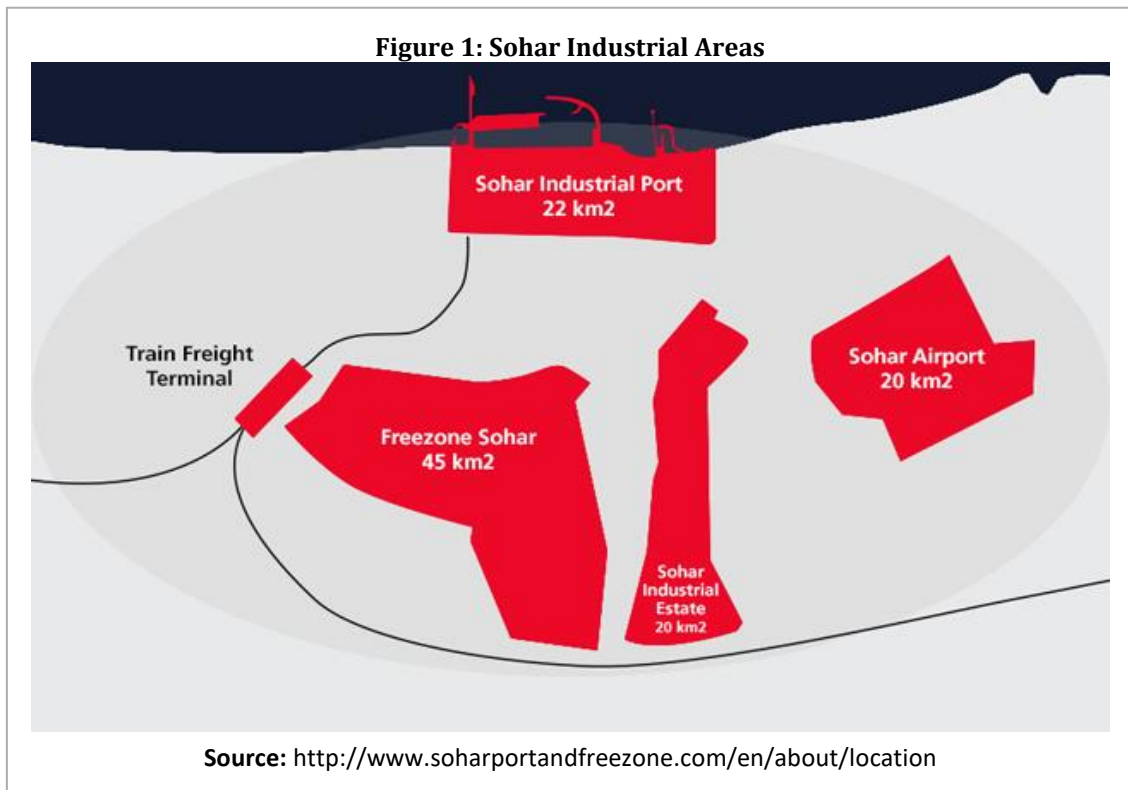 Figure 1: Sohar Industrial Areas
Sohar Industrial Port
22 km2
Train Freight
Terminal
Freezone Sohar
45 km2
Sohar Airport
20 km2
Sohar
Industrial
Estate
20 km2
Source: http://www.soharportandfreezone.com/en/about/location